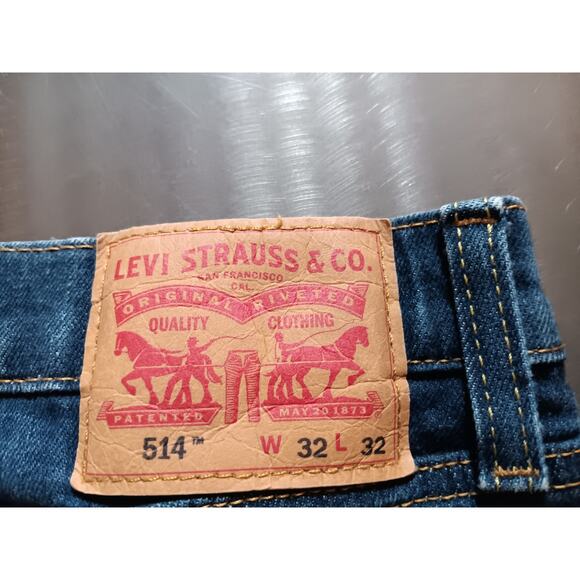 LEVI STRAUSS & CO.
SAN FRANCISCO
CAL.
ORIGINAL RIVETED
QUALITY CLOTHING
PATENTED MAY 20 1873
514™ W 32 L 32